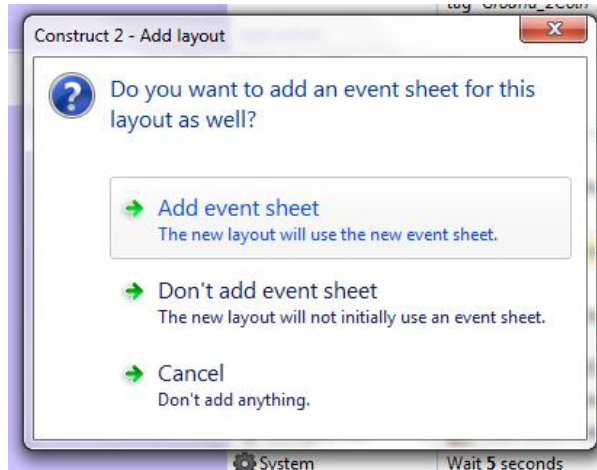 Construct 2 - Add layout
Do you want to add an event sheet for this
layout as well?
Add event sheet
The new layout will use the new event sheet.
Don't add event sheet
The new layout will not initially use an event sheet.
Cancel
Don't add anything.
System Wait 5 seconds